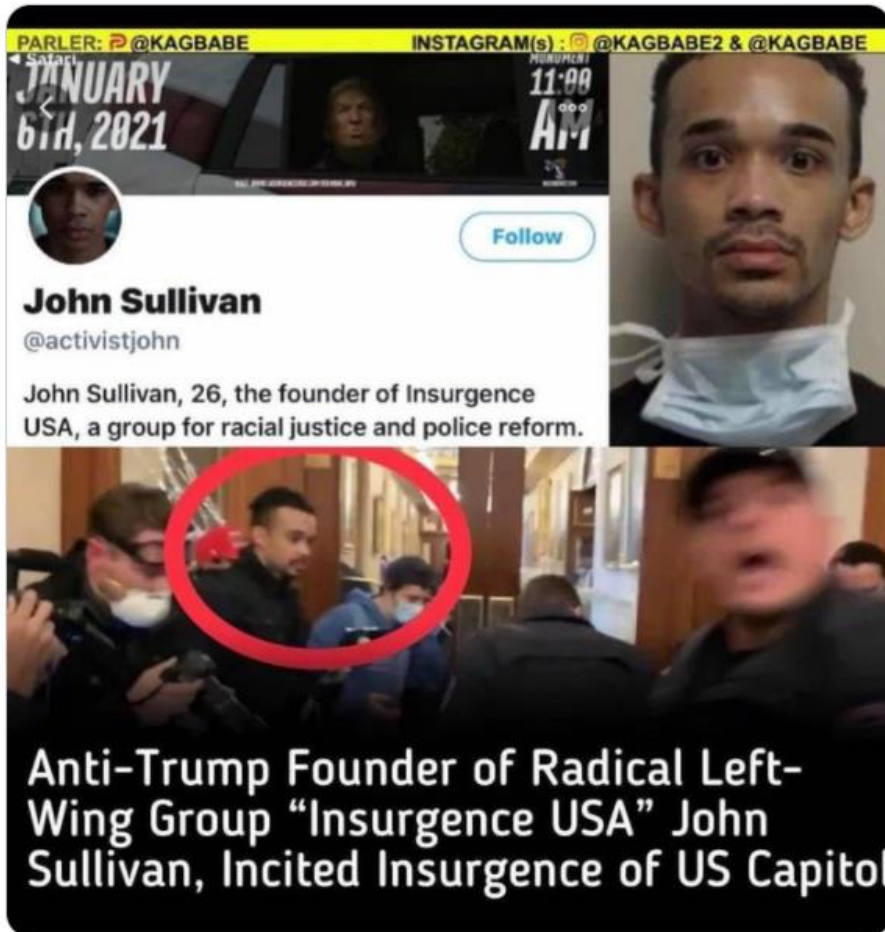 PARLER: @KAGBABE
INSTAGRAM(s) : @KAGBABE2 & @KAGBABE
Safari
JANUARY
6TH, 2021
MONUMENT
11:00
AM
Follow
John Sullivan
@activistjohn
John Sullivan, 26, the founder of Insurgence
USA, a group for racial justice and police reform.
Anti-Trump Founder of Radical Left-
Wing Group “Insurgence USA” John
Sullivan, Incited Insurgence of US Capitol